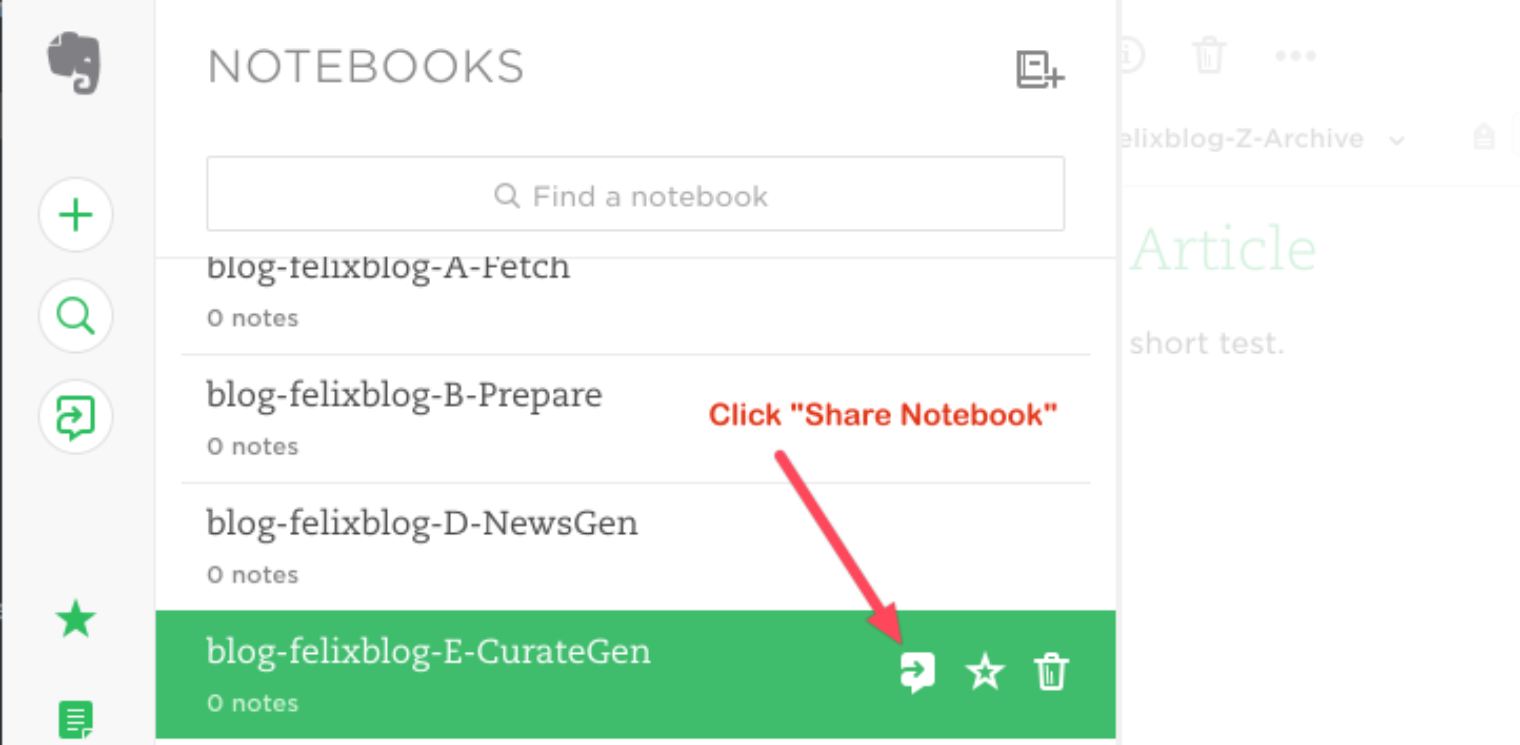 NOTEBOOKS
Find a notebook
blog-felixblog-A-Fetch
0 notes
blog-felixblog-B-Prepare
0 notes
Click "Share Notebook"
blog-felixblog-D-NewsGen
0 notes
blog-felixblog-E-CurateGen
0 notes
elixblog-Z-Archive
Article
short test.